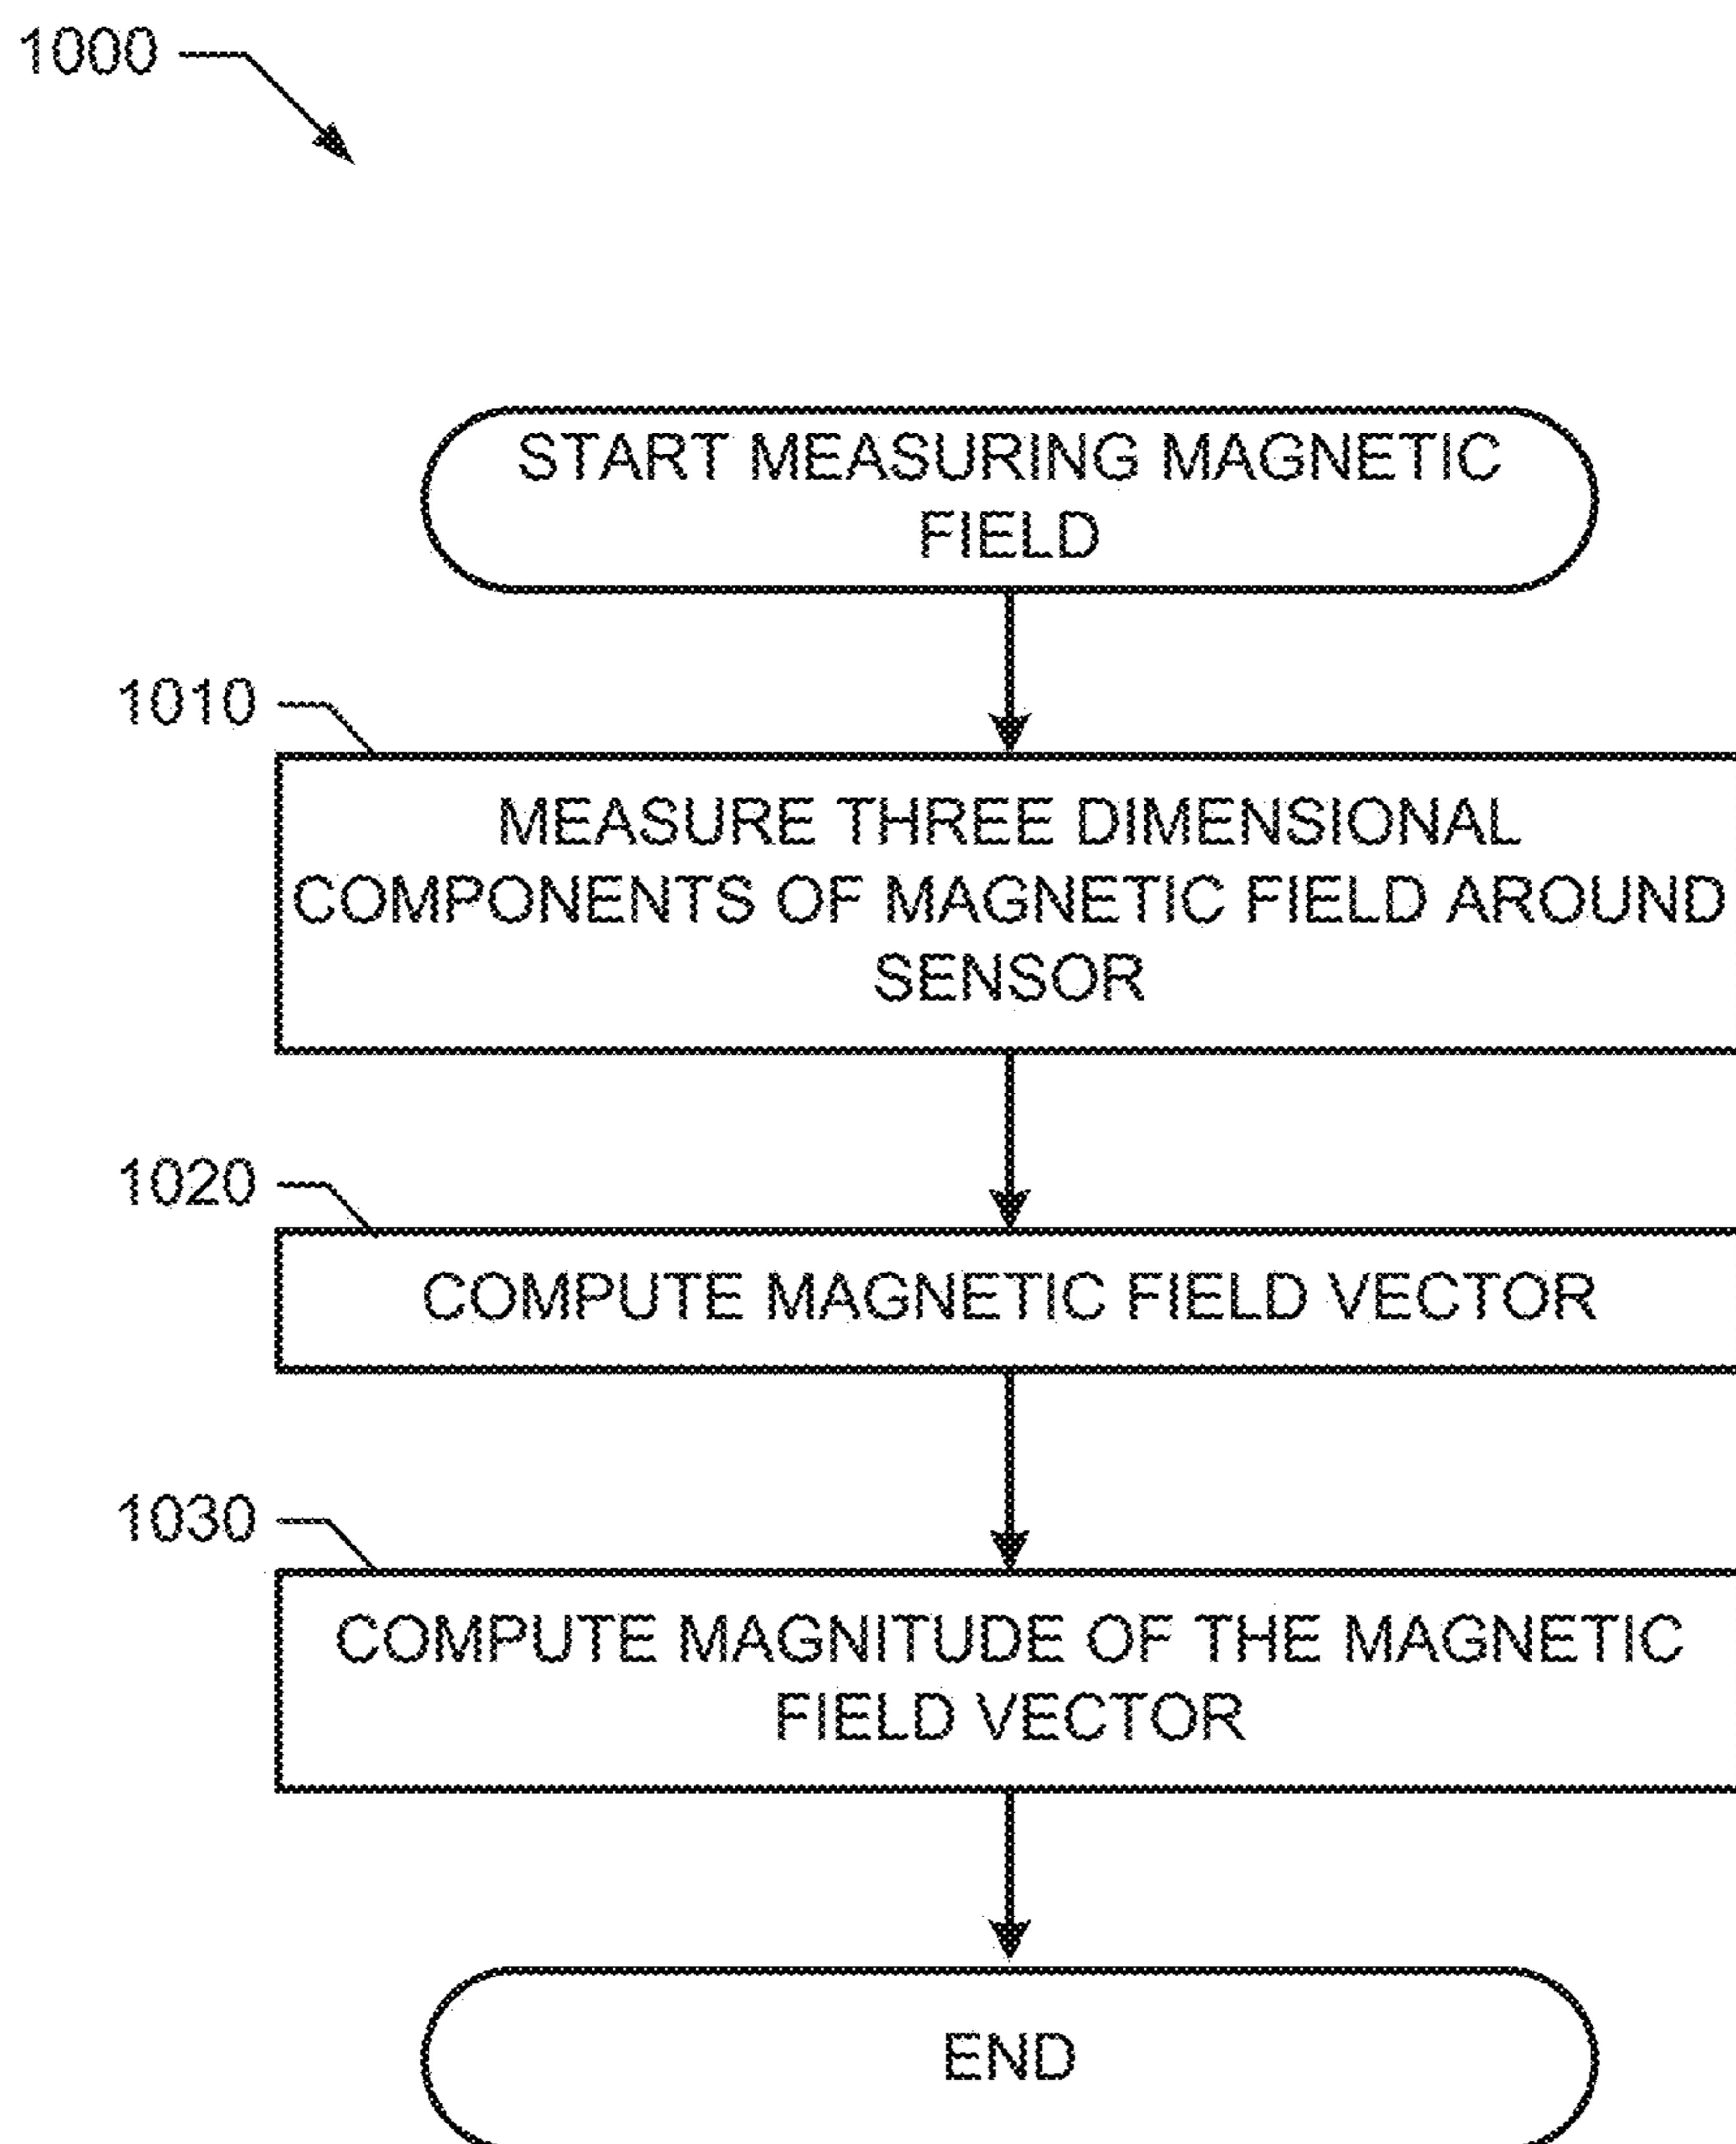 1000
START MEASURING MAGNETIC
FIELD
1010
MEASURE THREE DIMENSIONAL
COMPONENTS OF MAGNETIC FIELD AROUND
SENSOR
1020
COMPUTE MAGNETIC FIELD VECTOR
1030
COMPUTE MAGNITUDE OF THE MAGNETIC
FIELD VECTOR
END